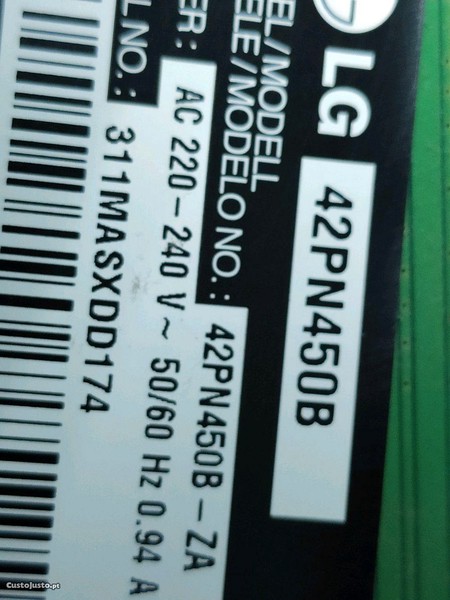 LG 42PN450B
EL/MODELL
ELE/MODELO NO.: 42PN450B-ZA
ER: AC 220-240 V~ 50/60 Hz 0.94 A
L NO.: 311MASXDD174
CustoJusto.pt